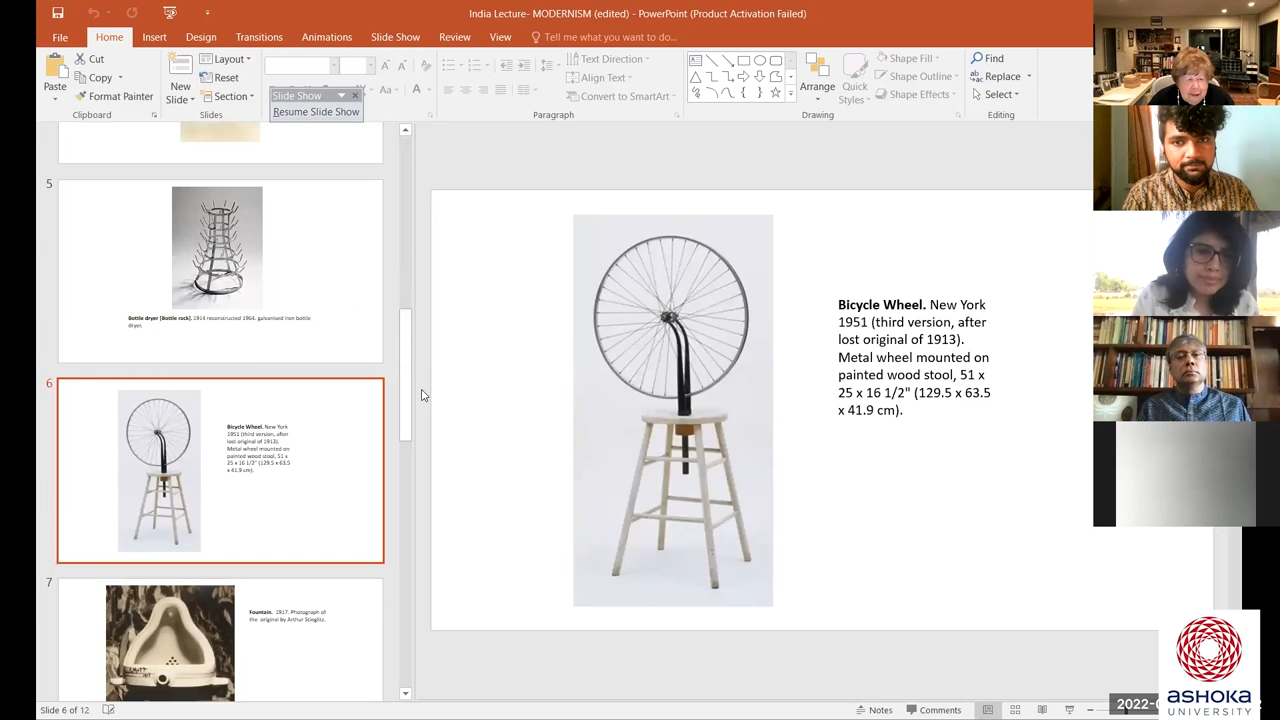 India Lecture- MODERNISM (edited) - PowerPoint (Product Activation Failed)
File
Home
Insert
Design
Transitions
Animations
Slide Show
Review
View
Tell me what you want to do...
Paste
Cut
Copy
Format Painter
Clipboard
New
Slide
Layout
Reset
Section
Slides
Slide Show
Resume Slide Show
Aa
A
Text Direction
Align Text
Convert to SmartArt
Paragraph
Arrange
Quick
Styles
Shape Fill
Shape Outline
Shape Effects
Drawing
Find
Replace
Select
Editing
5
Bottle dryer [Bottle rack], 1914 reconstructed 1964. galvanised iron bottle
dryer.
6
Bicycle Wheel. New York
1951 (third version, after
lost original of 1913).
Metal wheel mounted on
painted wood stool, 51 x
25 x 16 1/2" (129.5 x 63.5
x 41.9 cm).
7
Fountain. 1917. Photograph of
the original by Arthur Stieglitz.
Bicycle Wheel. New York
1951 (third version, after
lost original of 1913).
Metal wheel mounted on
painted wood stool, 51 x
25 x 16 1/2" (129.5 x 63.5
x 41.9 cm).
Slide 6 of 12
Notes
Comments
ASHOKA
UNIVERSITY